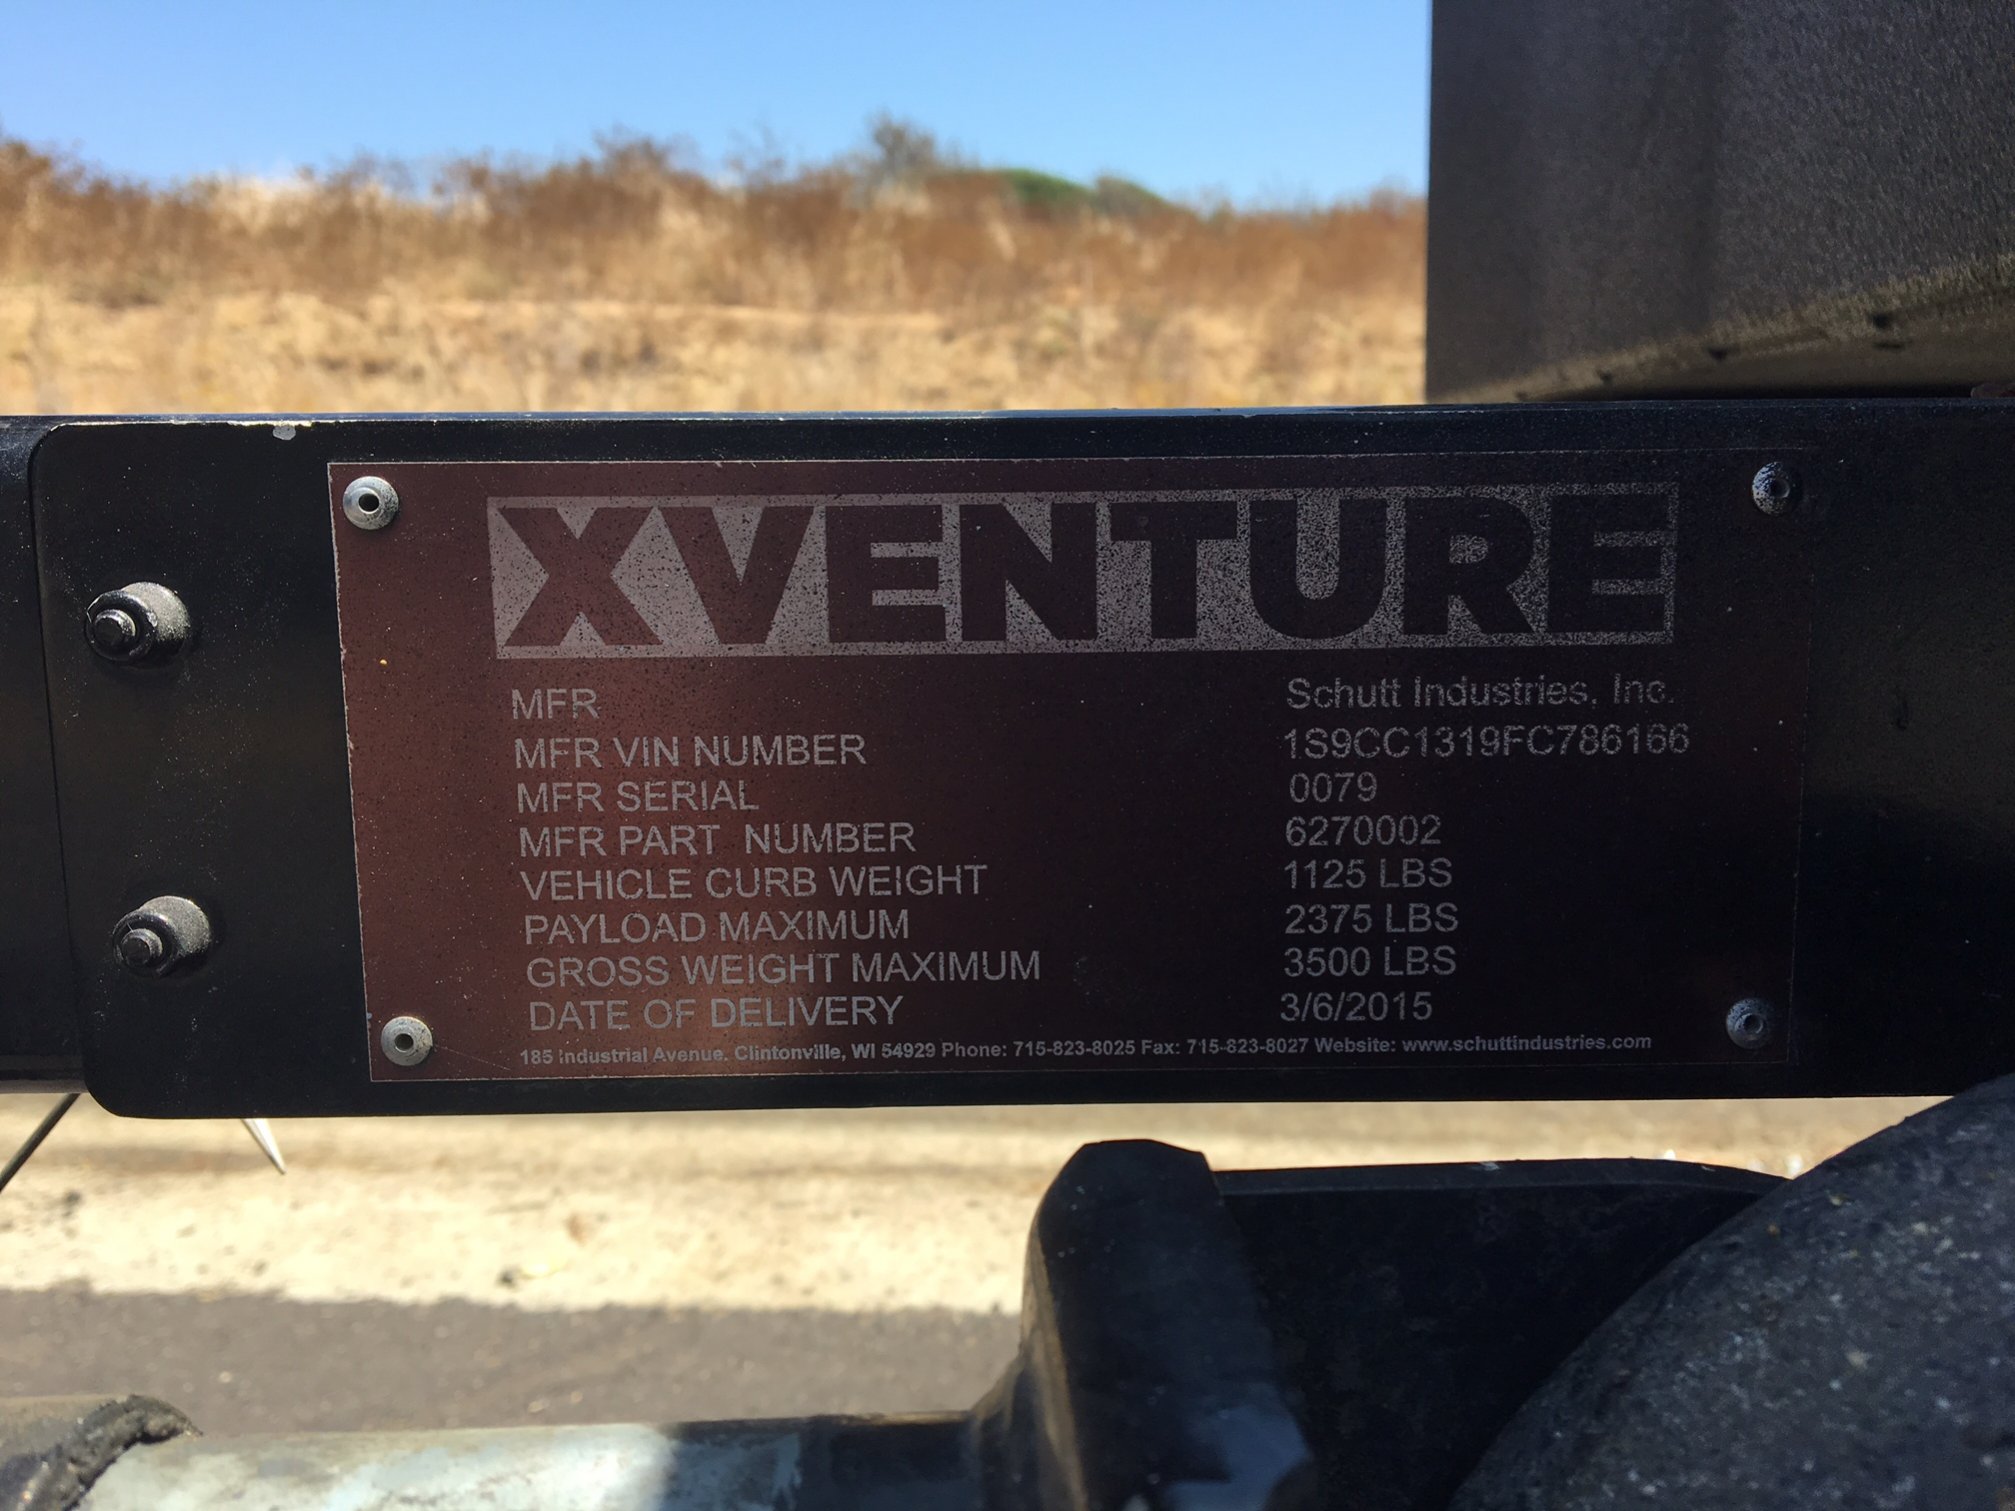 XVENTURE
MFR Schutt Industries, Inc.
MFR VIN NUMBER 1S9CC1319FC786166
MFR SERIAL 0079
MFR PART NUMBER 6270002
VEHICLE CURB WEIGHT 1125 LBS
PAYLOAD MAXIMUM 2375 LBS
GROSS WEIGHT MAXIMUM 3500 LBS
DATE OF DELIVERY 3/6/2015
185 Industrial Avenue. Clintonville, WI 54929 Phone: 715-823-8025 Fax: 715-823-8027 Website: www.schuttindustries.com